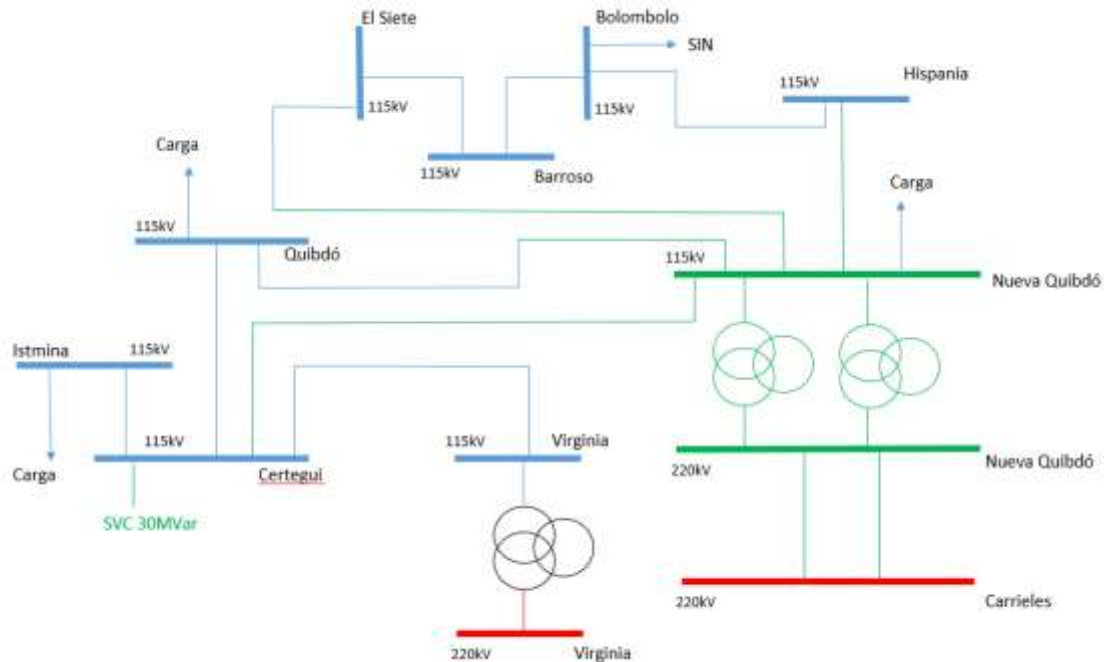 El Siete
Bolombolo
SIN
Hispania
115kV
115kV
115kV
Carga
115kV
Barroso
Carga
115kV
Quibdó
115kV
Nueva Quibdó
Istmina
115kV
115kV
115kV
Virginia
Carga
Certegui
220kV
Nueva Quibdó
SVC 30MVar
220kV
Carrieles
220kV
Virginia